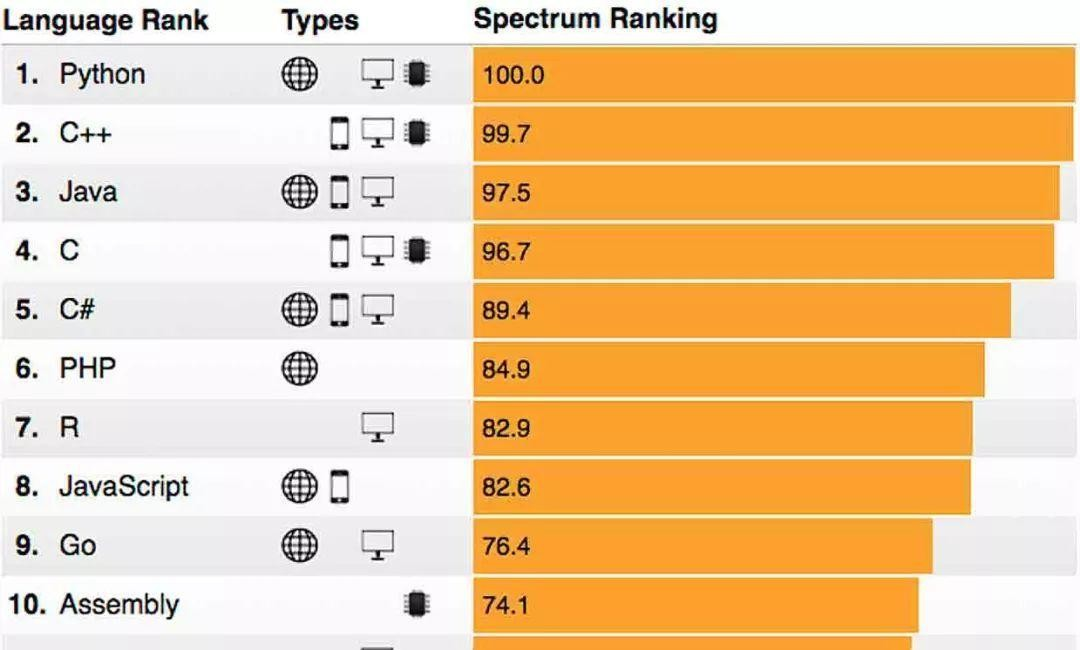 Language Rank Types Spectrum Ranking
1. Python 100.0
2. C++ 99.7
3. Java 97.5
4. C 96.7
5. C# 89.4
6. PHP 84.9
7. R 82.9
8. JavaScript 82.6
9. Go 76.4
10. Assembly 74.1